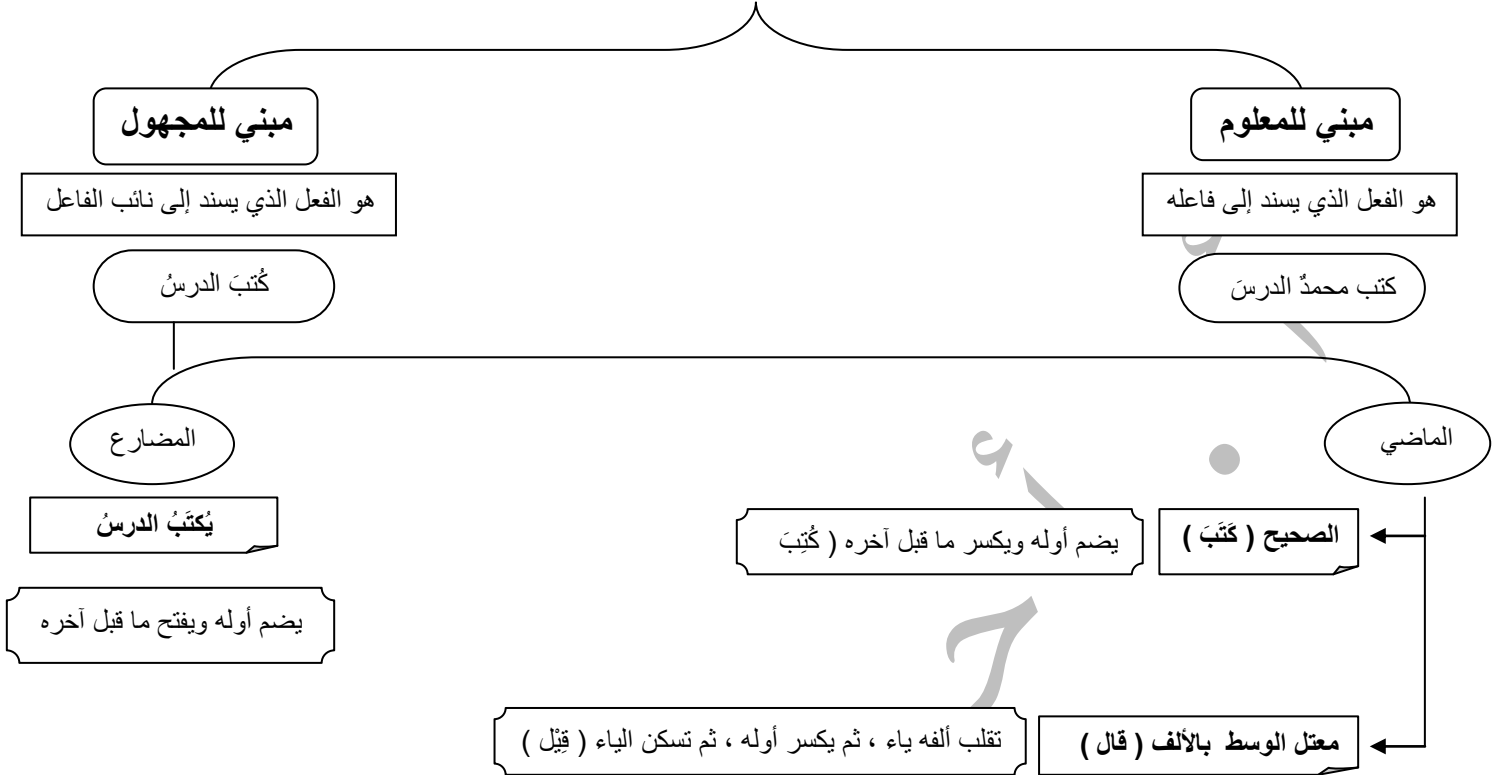 مبني للمعلوم
مبني للمجهول
هو الفعل الذي يسند إلى فاعله
هو الفعل الذي يسند إلى نائب الفاعل
كتب محمدٌ الدرسَ
كُتبَ الدرسُ
الماضي
المضارع
الصحيح ( كَتَبَ )
يضم أوله ويكسر ما قبل آخره ( كُتِبَ
يُكتَبُ الدرسُ
يضم أوله ويفتح ما قبل آخره
معتل الوسط بالألف ( قال )
تقلب ألفه ياء ، ثم يكسر أوله ، ثم تسكن الياء ( قِيْل )